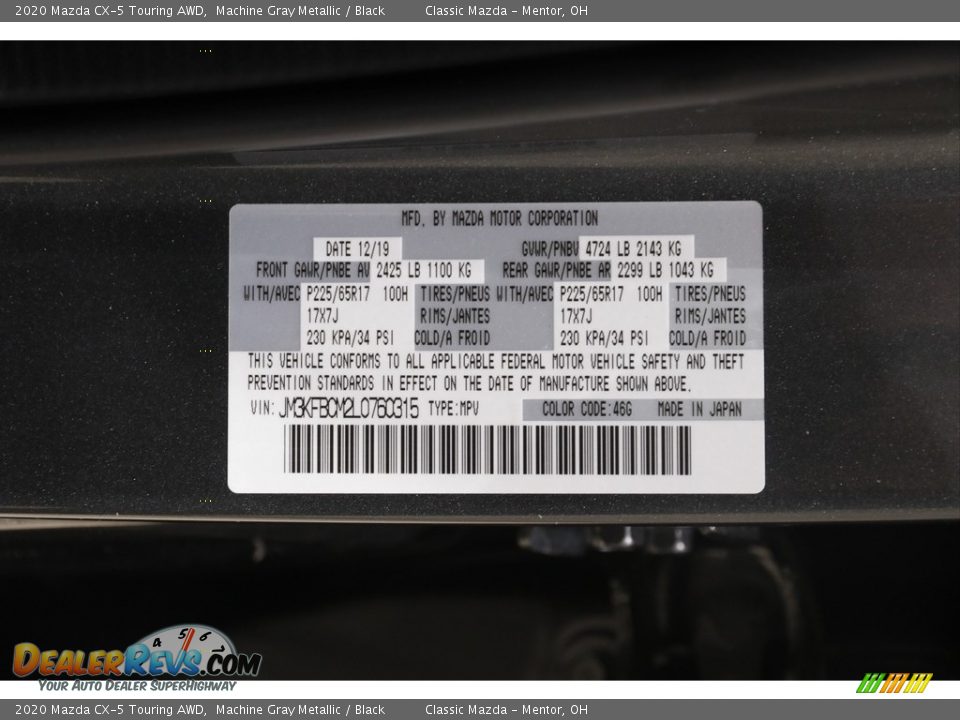 2020 Mazda CX-5 Touring AWD, Machine Gray Metallic / Black Classic Mazda - Mentor, OH
MFD. BY MAZDA MOTOR CORPORATION
DATE 12/19 GVWR/PNBV 4724 LB 2143 KG
FRONT GAWR/PNBE AV 2425 LB 1100 KG REAR GAWR/PNBE AR 2299 LB 1043 KG
WITH/AVEC P225/65R17 100H TIRES/PNEUS WITH/AVEC P225/65R17 100H TIRES/PNEUS
17X7J RIMS/JANTES 17X7J RIMS/JANTES
230 KPA/34 PSI COLD/A FROID 230 KPA/34 PSI COLD/A FROID
THIS VEHICLE CONFORMS TO ALL APPLICABLE FEDERAL MOTOR VEHICLE SAFETY AND THEFT
PREVENTION STANDARDS IN EFFECT ON THE DATE OF MANUFACTURE SHOWN ABOVE.
VIN: JM3KFBCM2L0760315 TYPE:MPV COLOR CODE:46G MADE IN JAPAN
4 5 6
DEALERREVS.COM
YOUR AUTO DEALER SUPERHIGHWAY
2020 Mazda CX-5 Touring AWD, Machine Gray Metallic / Black Classic Mazda - Mentor, OH